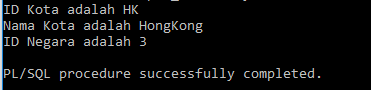 ID Kota adalah HK
Nama Kota adalah HongKong
ID Negara adalah 3
PL/SQL procedure successfully completed.